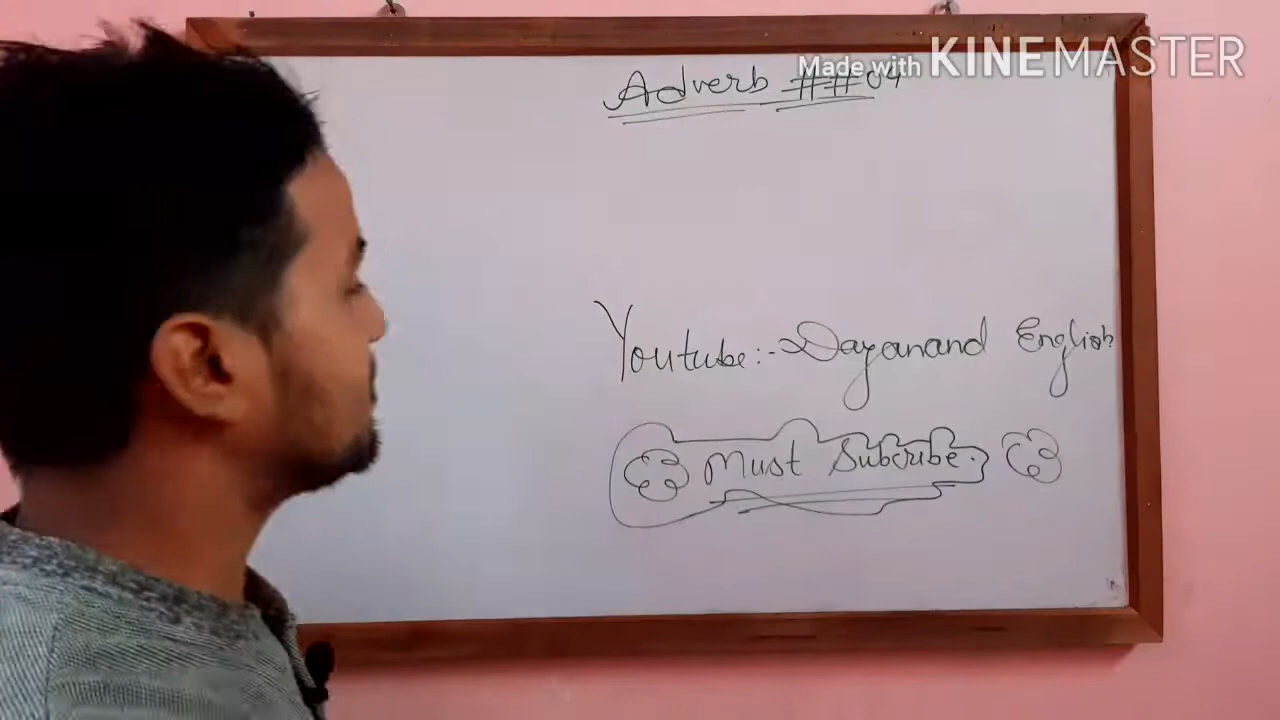 Made with KINEMASTER
Adverb ##04
Youtube:- Dayanand English
Must Subcribe.